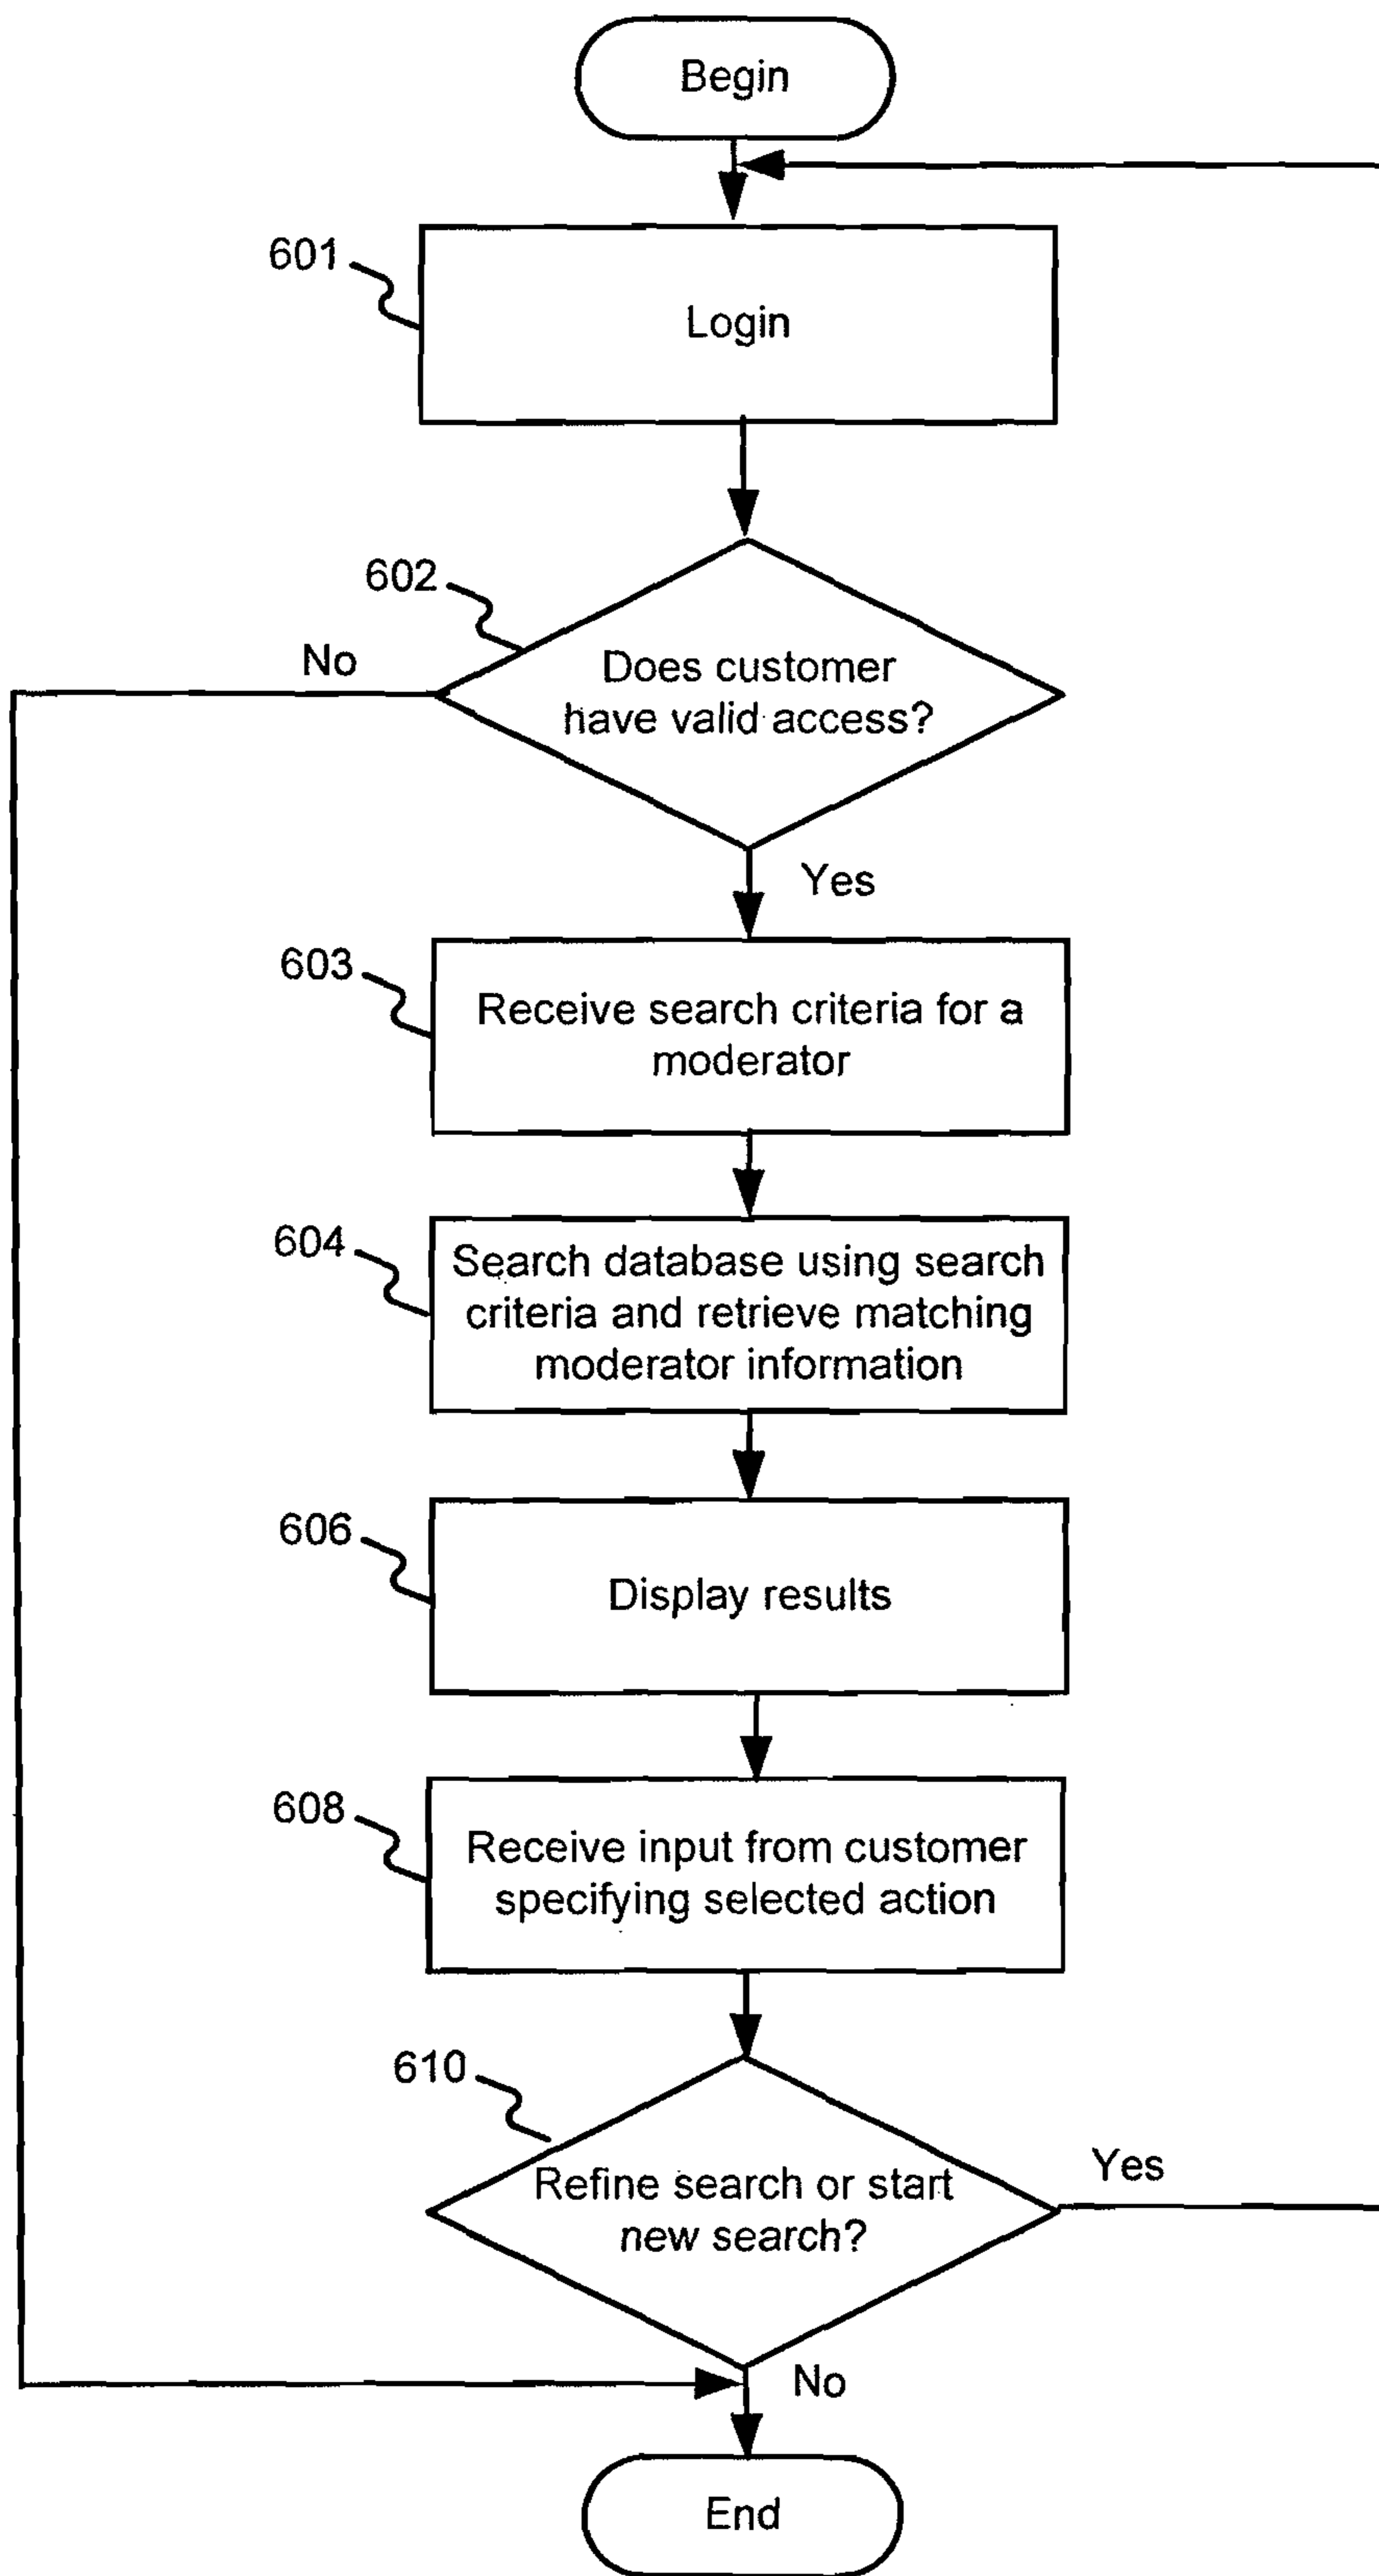 Begin
601
Login
602
No
Does customer
have valid access?
Yes
603
Receive search criteria for a
moderator
604
Search database using search
criteria and retrieve matching
moderator information
606
Display results
608
Receive input from customer
specifying selected action
610
Refine search or start
new search?
Yes
No
End